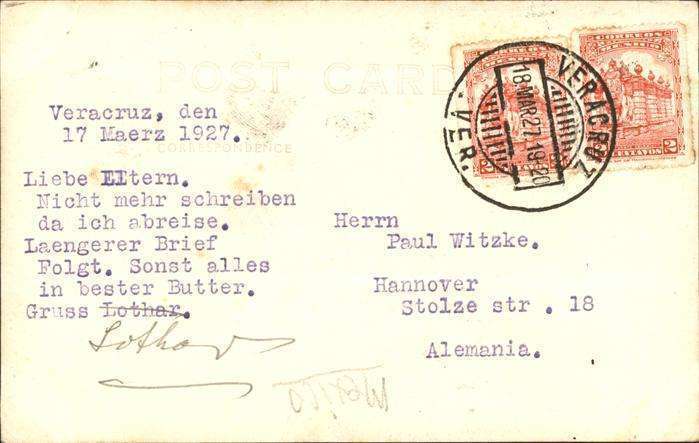 POST CARD
CORRESPONDENCE
Veracruz, den
17 Maerz 1927.
Liebe Eltern.
Nicht mehr schreiben
da ich abreise.
Laengerer Brief
Folgt. Sonst alles
in bester Butter.
Gruss Lothar.
Lothar
CORREOS
MEXICO
2
VERACRUZ
VER.
18 MAR 27 19-20
Herrn
Paul Witzke.
Hannover
Stolze str . 18
Alemania.
Mexico